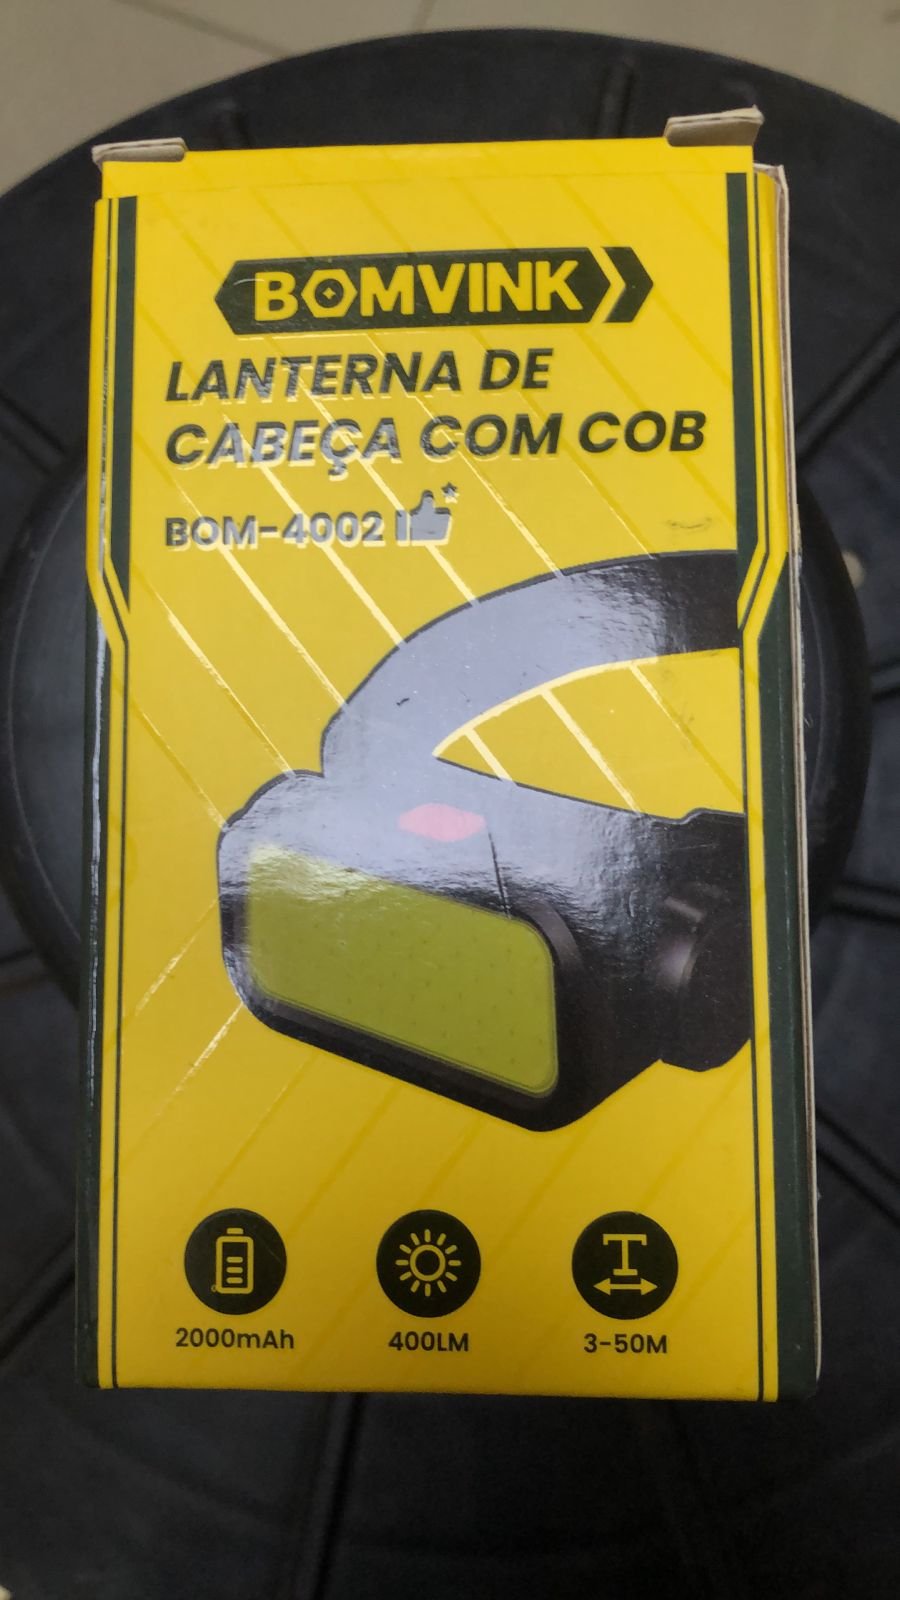 BOMVINK
LANTERNA DE
CABEÇA COM COB
BOM-4002
2000mAh
400LM
3-50M